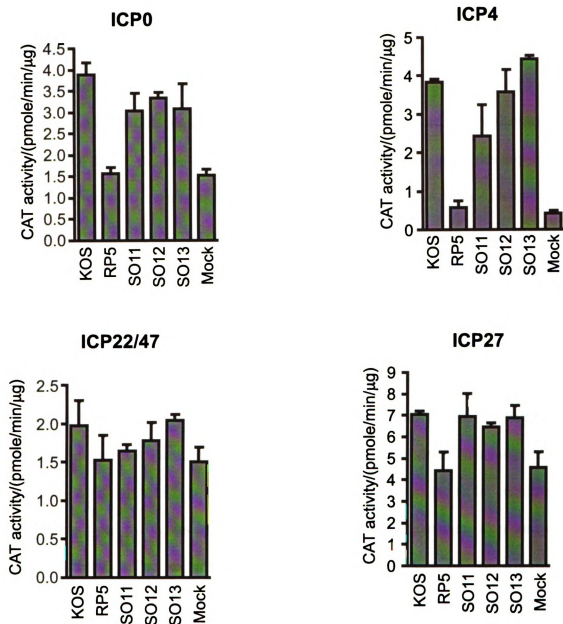 ICP0
CAT activity/(pmole/min/µg)
4.5
4.0
3.5
3.0
2.5
2.0
1.5
1.0
0.5
0.0
KOS
RP5
SO11
SO12
SO13
Mock
ICP4
CAT activity/(pmole/min/µg)
5
4
3
2
1
0
KOS
RP5
SO11
SO12
SO13
Mock
ICP22/47
CAT activity/(pmole/min/µg)
2.5
2.0
1.5
1.0
0.5
0.0
KOS
RP5
SO11
SO12
SO13
Mock
ICP27
CAT activity/(pmole/min/µg)
9
8
7
6
5
4
3
2
1
0
KOS
RP5
SO11
SO12
SO13
Mock